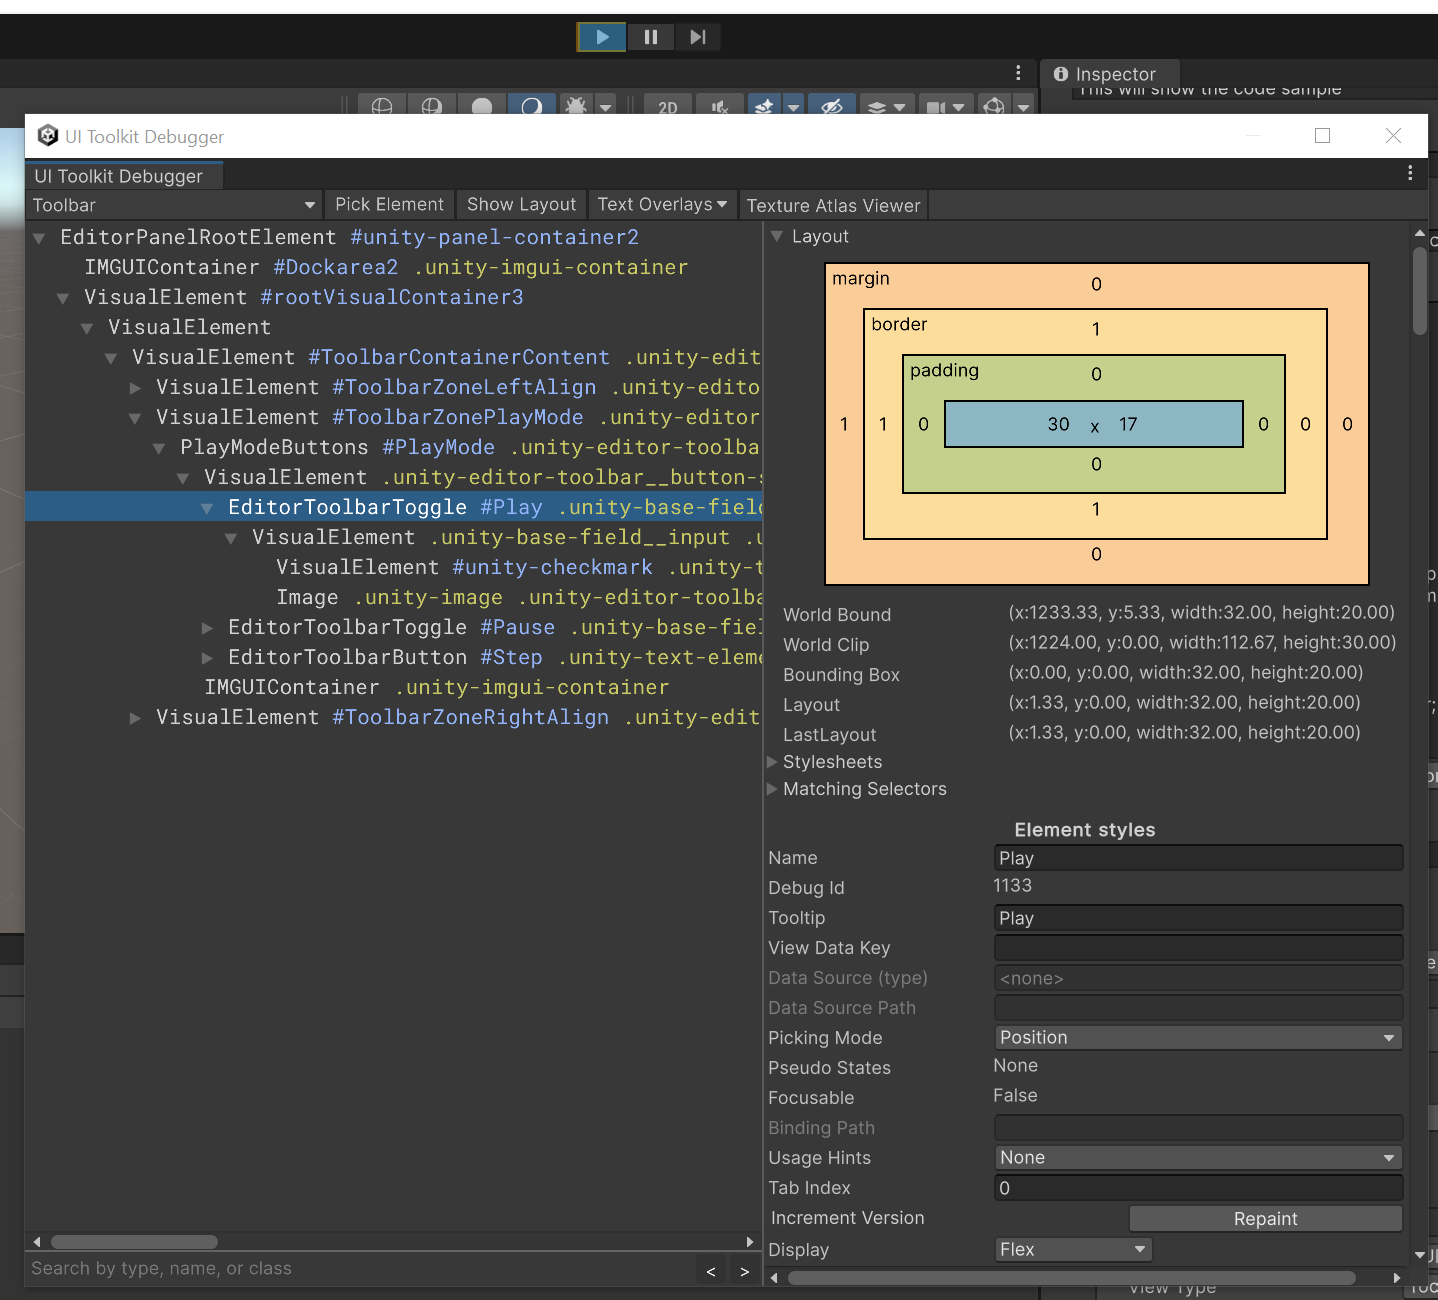 Inspector
This will show the code sample
2D
UI Toolkit Debugger
UI Toolkit Debugger
Toolbar
Pick Element
Show Layout
Text Overlays
Texture Atlas Viewer
EditorPanelRootElement #unity-panel-container2
IMGUIContainer #Dockarea2 .unity-imgui-container
VisualElement #rootVisualContainer3
VisualElement
VisualElement #ToolbarContainerContent .unity-edit
VisualElement #ToolbarZoneLeftAlign .unity-edito
VisualElement #ToolbarZonePlayMode .unity-editor
PlayModeButtons #PlayMode .unity-editor-toolba
VisualElement .unity-editor-toolbar__button-s
EditorToolbarToggle #Play .unity-base-field
VisualElement .unity-base-field__input .u
VisualElement #unity-checkmark .unity-t
Image .unity-image .unity-editor-toolba
EditorToolbarToggle #Pause .unity-base-fiel
EditorToolbarButton #Step .unity-text-eleme
IMGUIContainer .unity-imgui-container
VisualElement #ToolbarZoneRightAlign .unity-edit
Search by type, name, or class
< >
Layout
margin 0
border 1
padding 0
1 1 0 30 x 17 0 0 0
0
1
0
World Bound (x:1233.33, y:5.33, width:32.00, height:20.00)
World Clip (x:1224.00, y:0.00, width:112.67, height:30.00)
Bounding Box (x:0.00, y:0.00, width:32.00, height:20.00)
Layout (x:1.33, y:0.00, width:32.00, height:20.00)
LastLayout (x:1.33, y:0.00, width:32.00, height:20.00)
Stylesheets
Matching Selectors
Element styles
Name Play
Debug Id 1133
Tooltip Play
View Data Key
Data Source (type) <none>
Data Source Path
Picking Mode Position
Pseudo States None
Focusable False
Binding Path
Usage Hints None
Tab Index 0
Increment Version Repaint
Display Flex
View Type